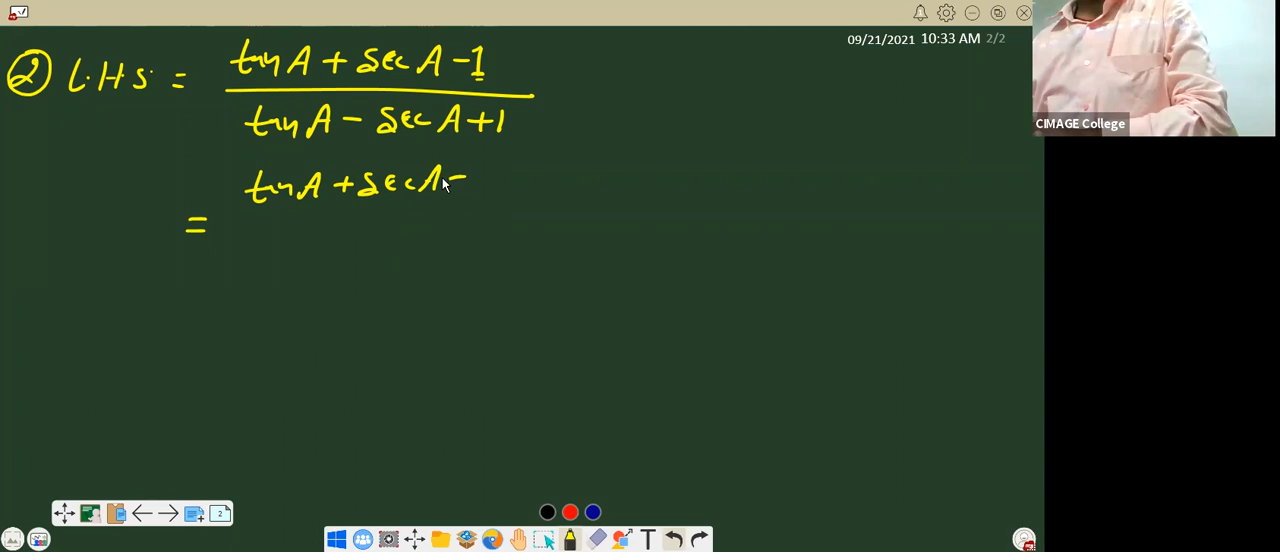 09/21/2021 10:33 AM 2/2
② L.H.S. = tanA + secA - 1
tanA - secA + 1
= tanA + secA -
CIMAGE College
2
T